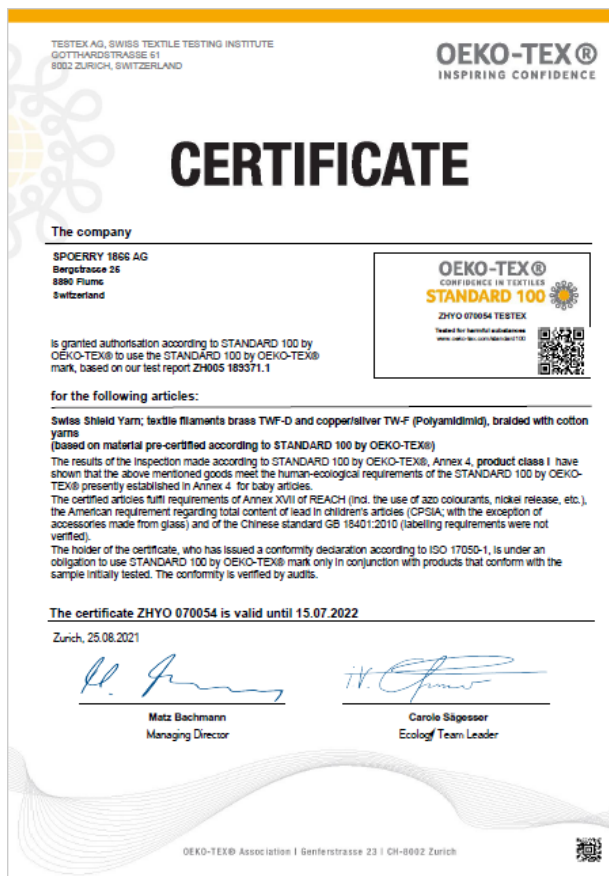 TESTEX AG, SWISS TEXTILE TESTING INSTITUTE
GOTTHARDSTRASSE 61
8002 ZURICH, SWITZERLAND
OEKO-TEX®
INSPIRING CONFIDENCE
CERTIFICATE
The company
SPOERRY 1866 AG
Bergstrasse 25
8890 Flums
Switzerland
OEKO-TEX®
CONFIDENCE IN TEXTILES
STANDARD 100
ZHYO 070054 TESTEX
Tested for harmful substances
www.oeko-tex.com/standard100
is granted authorisation according to STANDARD 100 by
OEKO-TEX® to use the STANDARD 100 by OEKO-TEX®
mark, based on our test report ZH005 189371.1
for the following articles:
Swiss Shield Yarn; textile filaments brass TWF-D and copper/silver TW-F (Polyamidimid), braided with cotton
yarns
(based on material pre-certified according to STANDARD 100 by OEKO-TEX®)
The results of the inspection made according to STANDARD 100 by OEKO-TEX®, Annex 4, product class I have
shown that the above mentioned goods meet the human-ecological requirements of the STANDARD 100 by OEKO-
TEX® presently established in Annex 4 for baby articles.
The certified articles fulfil requirements of Annex XVII of REACH (incl. the use of azo colourants, nickel release, etc.),
the American requirement regarding total content of lead in children's articles (CPSIA; with the exception of
accessories made from glass) and of the Chinese standard GB 18401:2010 (labelling requirements were not
verified).
The holder of the certificate, who has issued a conformity declaration according to ISO 17050-1, is under an
obligation to use STANDARD 100 by OEKO-TEX® mark only in conjunction with products that conform with the
sample initially tested. The conformity is verified by audits.
The certificate ZHYO 070054 is valid until 15.07.2022
Zurich, 25.08.2021
Matz Bachmann
Managing Director
Carole Sägesser
Ecology Team Leader
OEKO-TEX® Association | Genferstrasse 23 | CH-8002 Zurich